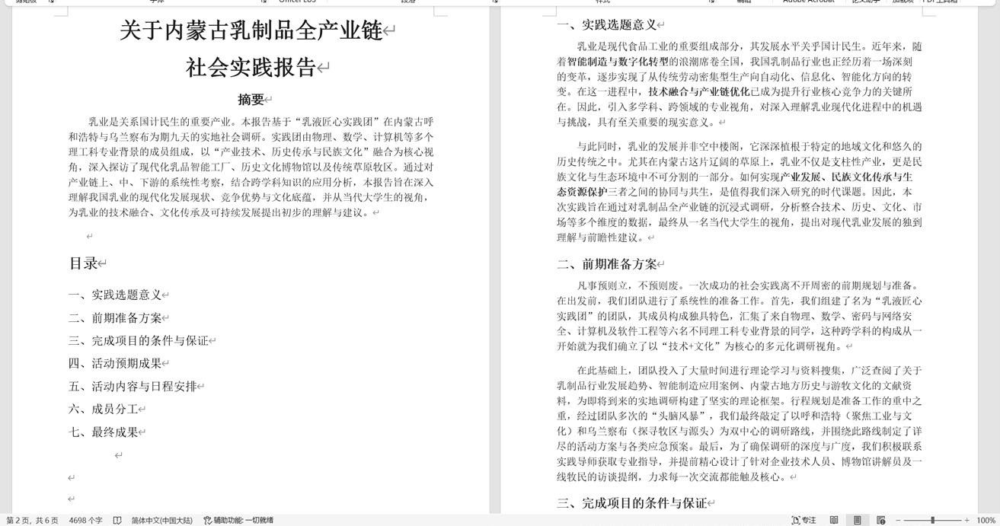 Adobe Acrobat
关于内蒙古乳制品全产业链
社会实践报告
摘要
乳业是关系国计民生的重要产业。本报告基于“乳液匠心实践团”在内蒙古呼
和浩特与乌兰察布为期九天的实地社会调研。实践团由物理、数学、计算机等多个
理工科专业背景的成员组成，以“产业技术、历史传承与民族文化”融合为核心视
角，深入探访了现代化乳品智能工厂、历史文化博物馆以及传统草原牧区。通过对
产业链上、中、下游的系统性考察，结合跨学科知识的应用分析，本报告旨在深入
理解我国乳业的现代化发展现状、竞争优势与文化底蕴，并从当代大学生的视角，
为乳业的技术融合、文化传承及可持续发展提出初步的理解与建议。
目录
一、实践选题意义
二、前期准备方案
三、完成项目的条件与保证
四、活动预期成果
五、活动内容与日程安排
六、成员分工
七、最终成果
一、实践选题意义
乳业是现代食品工业的重要组成部分，其发展水平关乎国计民生。近年来，随
着智能制造与数字化转型的浪潮席卷全国，我国乳制品行业也正经历着一场深刻
的变革，逐步实现了从传统劳动密集型生产向自动化、信息化、智能化方向的转
变。在这一进程中，技术融合与产业链优化已成为提升行业核心竞争力的关键所
在。因此，引入多学科、跨领域的专业视角，对深入理解乳业现代化进程中的机遇
与挑战，具有至关重要的现实意义。
与此同时，乳业的发展并非空中楼阁，它深深植根于特定的地域文化和悠久的
历史传统之中。尤其在内蒙古这片辽阔的草原上，乳业不仅是支柱性产业，更是民
族文化与生态环境中不可分割的一部分。如何实现产业发展、民族文化传承与生
态资源保护三者之间的协同与共生，是值得我们深入研究的时代课题。因此，本
次实践旨在通过对乳制品全产业链的沉浸式调研，分析整合技术、历史、文化、市
场等多个维度的数据，最终从一名当代大学生的视角，提出对现代乳业发展的独到
理解与前瞻性建议。
二、前期准备方案
凡事预则立，不预则废。一次成功的社会实践离不开周密的前期规划与准备。
在出发前，我们团队进行了系统性的准备工作。首先，我们组建了名为“乳液匠心
实践团”的团队，其成员构成独具特色，汇集了来自物理、数学、密码与网络安
全、计算机及软件工程等六名不同理工科专业背景的同学，这种跨学科的构成从一
开始就为我们确立了以“技术+文化”为核心的多元化调研视角。
在此基础上，团队投入了大量时间进行理论学习与资料搜集，广泛查阅了关于
乳制品行业发展趋势、智能制造应用案例、内蒙古地方历史与游牧文化的文献资
料，为即将到来的实地调研构建了坚实的理论框架。行程规划是准备工作的重中之
重，经过团队多次的“头脑风暴”，我们最终敲定了以呼和浩特（聚焦工业与文
化）和乌兰察布（探寻牧区与源头）为双中心的调研路线，并围绕此路线制定了详
尽的活动方案与各类应急预案。最后，为了确保调研的深度与广度，我们积极联系
实践导师获取专业指导，并提前精心设计了针对企业技术人员、博物馆讲解员及一
线牧民的访谈提纲，力求每一次交流都能触及核心。
三、完成项目的条件与保证
第2页，共6页 4698个字 简体中文(中国大陆) 辅助功能: 一切就绪 专注 100%